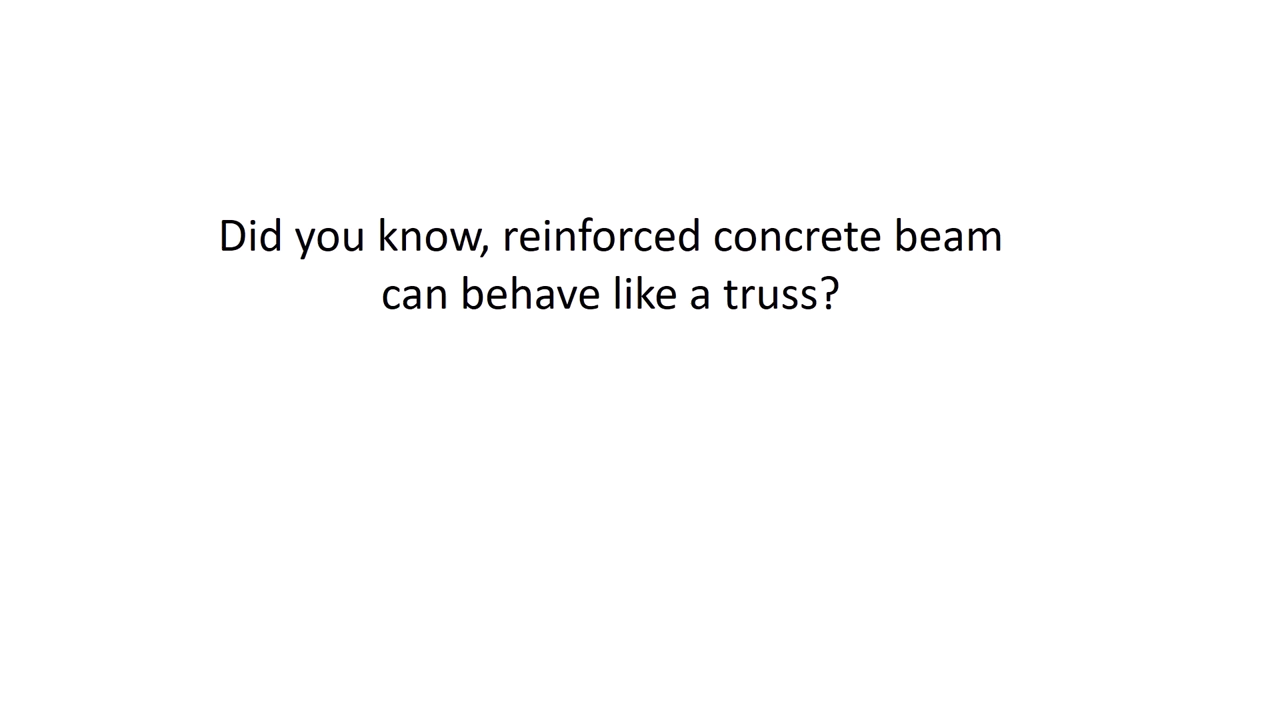 Did you know, reinforced concrete beam
can behave like a truss?